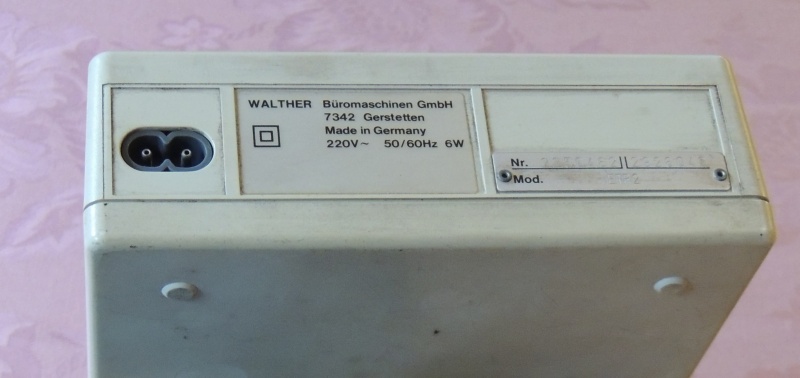 WALTHER Büromaschinen GmbH
7342 Gerstetten
Made in Germany
220V~ 50/60Hz 6W
Nr.
Mod.